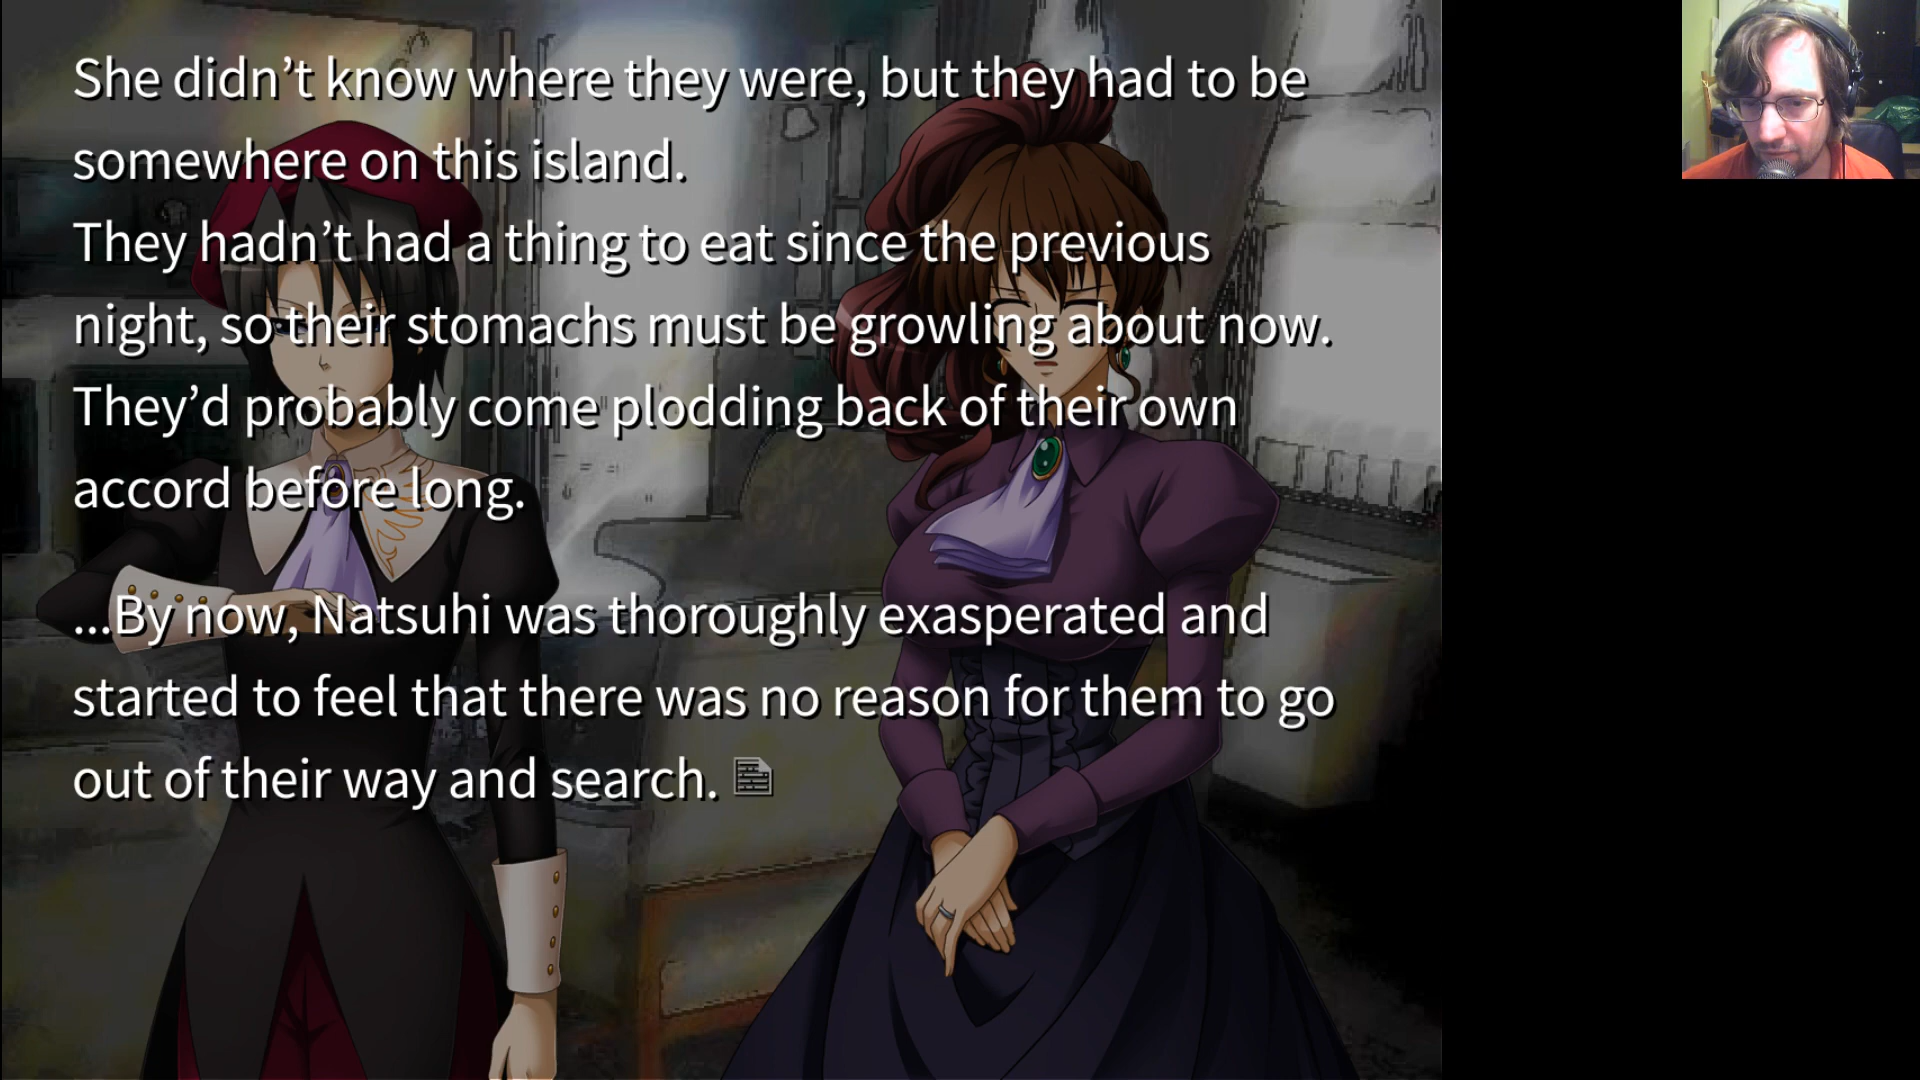 She didn’t know where they were, but they had to be
somewhere on this island.
They hadn’t had a thing to eat since the previous
night, so their stomachs must be growling about now.
They’d probably come plodding back of their own
accord before long.
...By now, Natsuhi was thoroughly exasperated and
started to feel that there was no reason for them to go
out of their way and search.